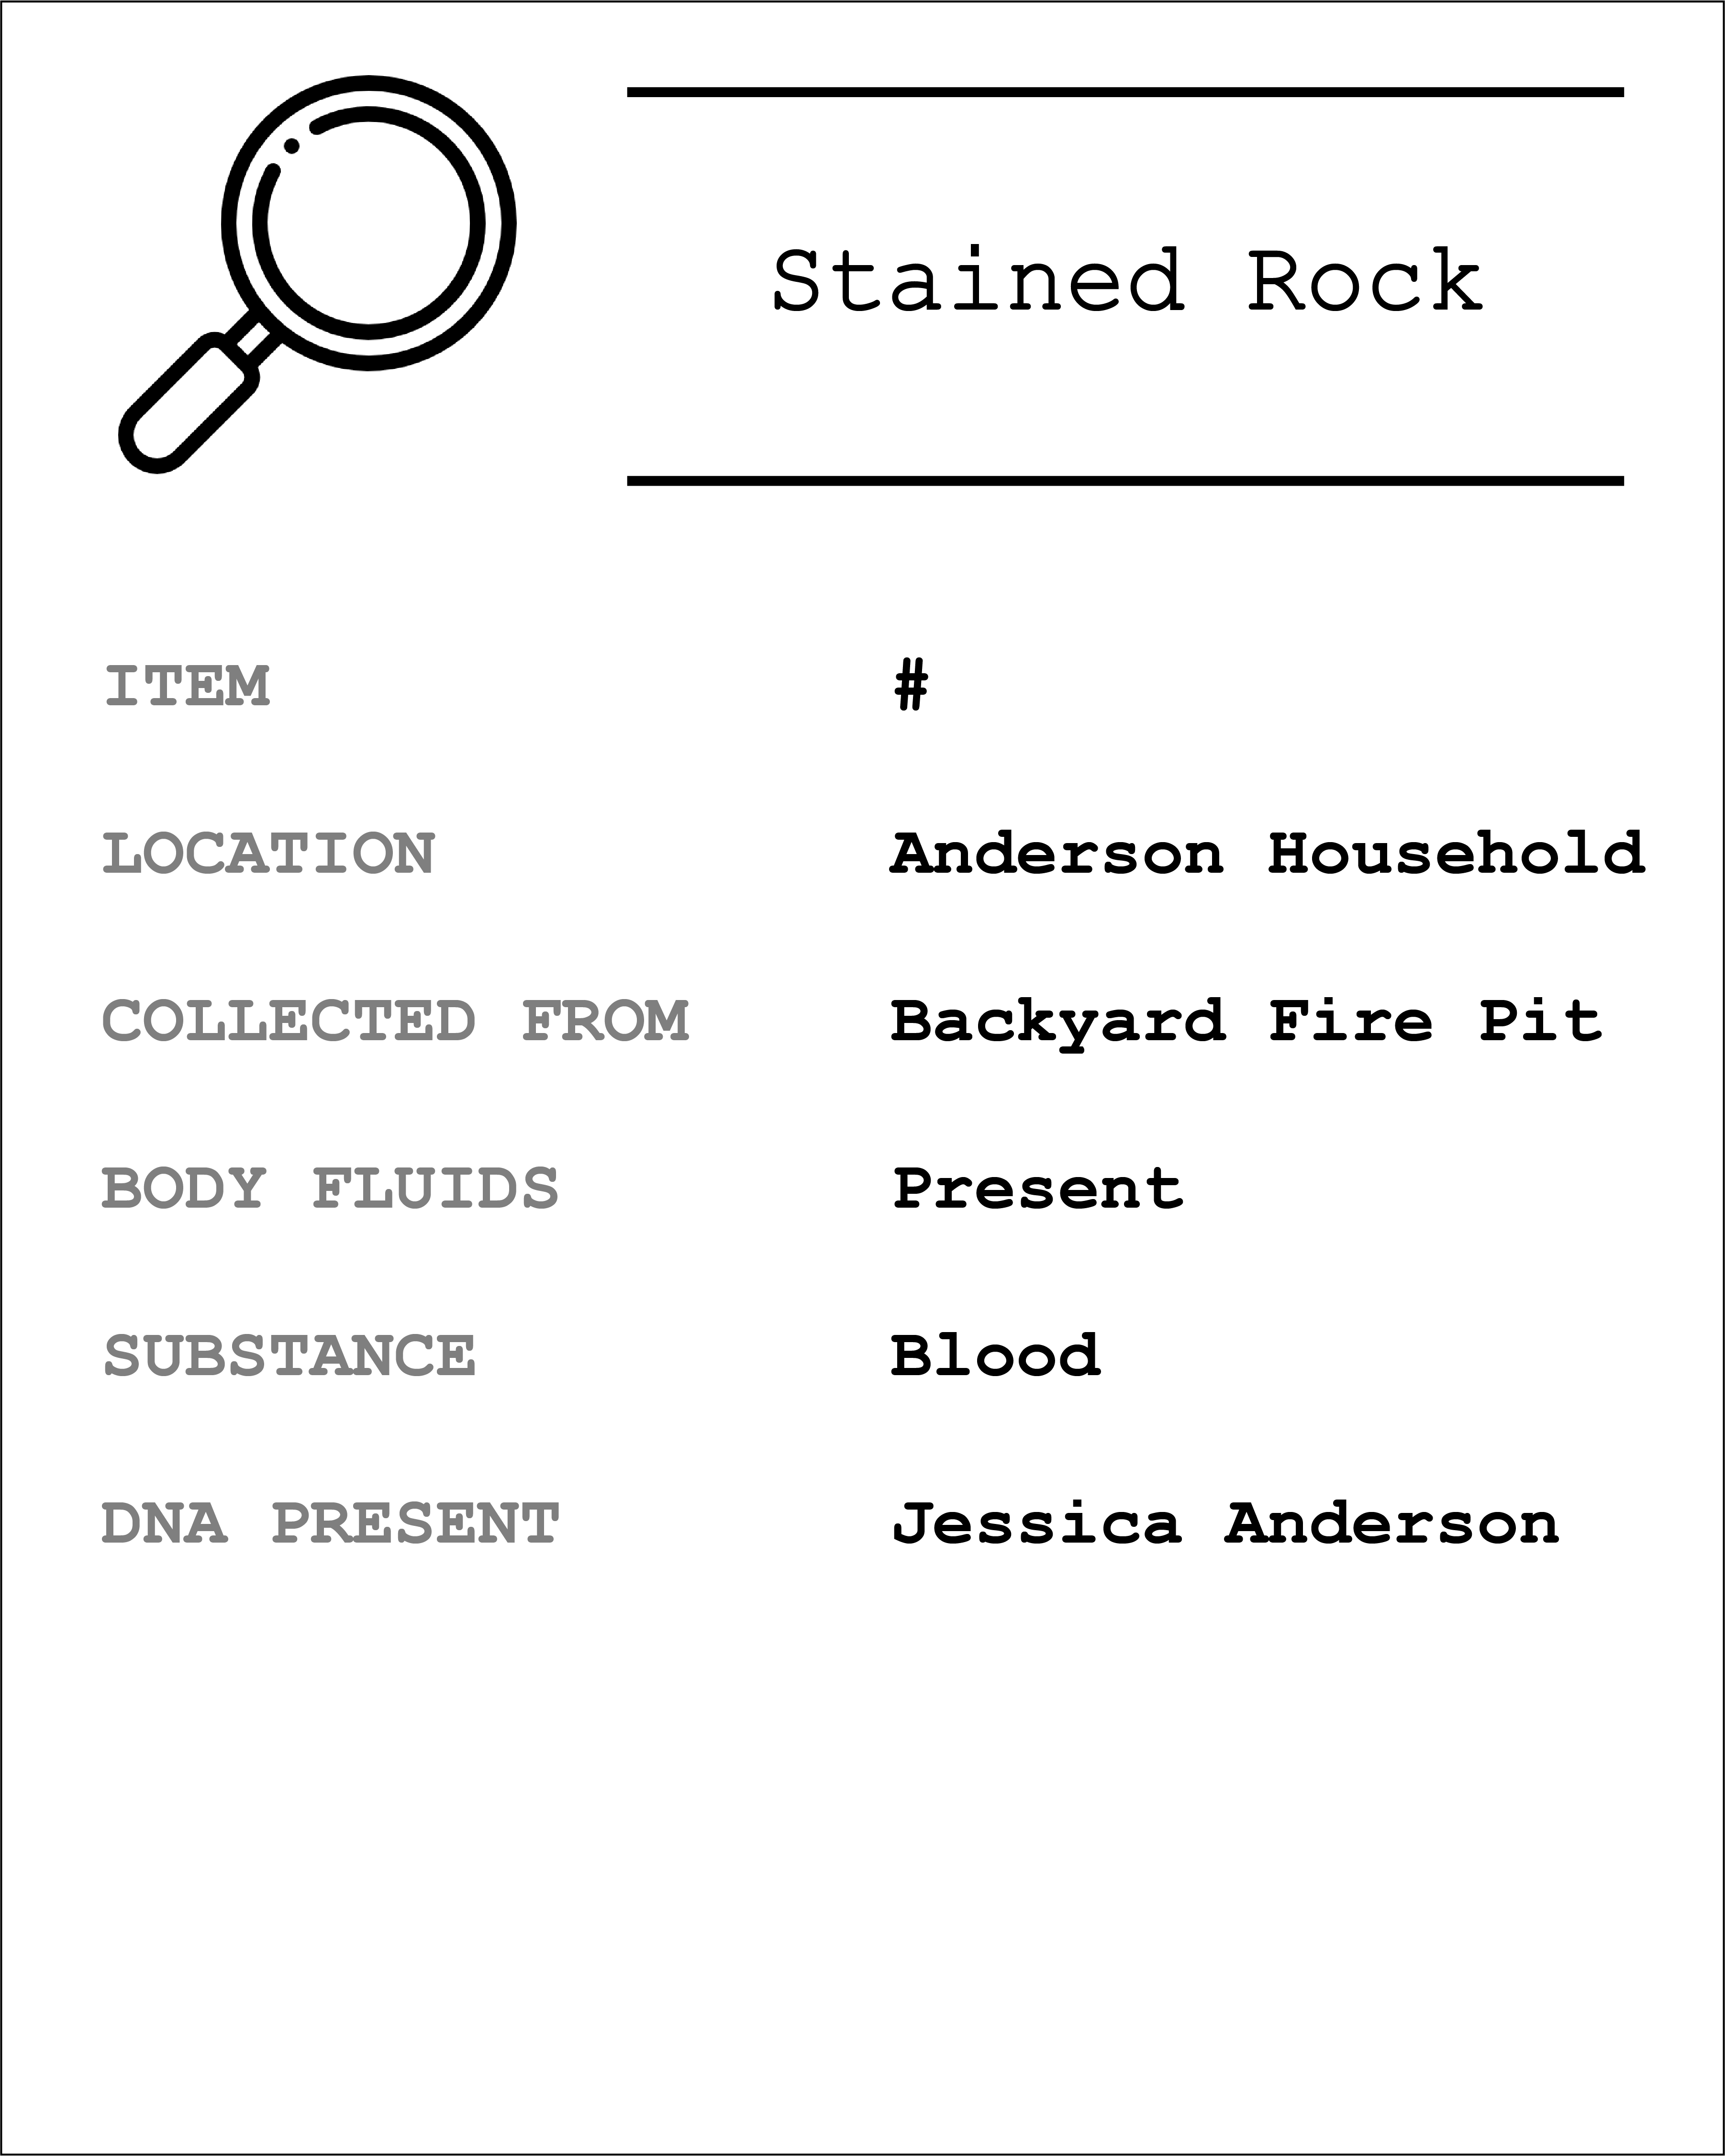 Stained Rock
ITEM #
LOCATION Anderson Household
COLLECTED FROM Backyard Fire Pit
BODY FLUIDS Present
SUBSTANCE Blood
DNA PRESENT Jessica Anderson